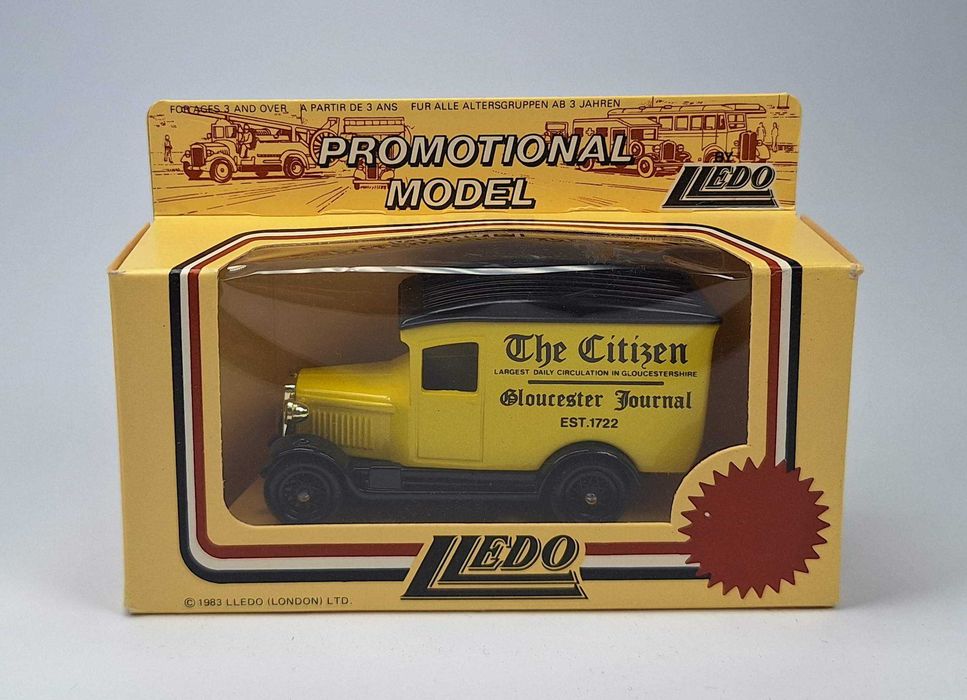 FOR AGES 3 AND OVER A PARTIR DE 3 ANS FUR ALLE ALTERSGRUPPEN AB 3 JAHREN
PROMOTIONAL
MODEL
BY
LLEDO
The Citizen
LARGEST DAILY CIRCULATION IN GLOUCESTERSHIRE
Gloucester Journal
EST.1722
LLEDO
© 1983 LLEDO (LONDON) LTD.